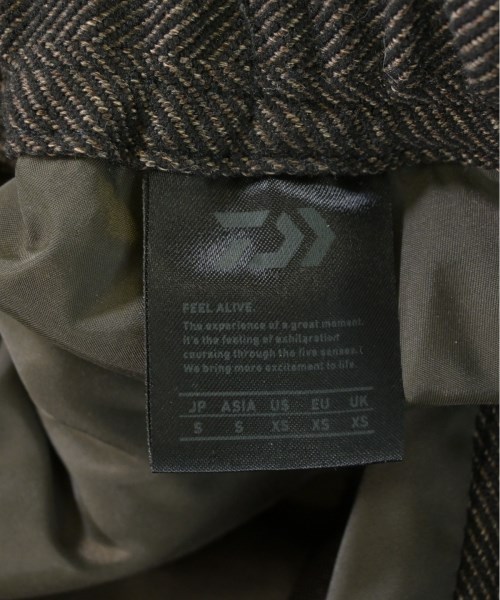 FEEL ALIVE.
The experience of a great moment.
It's the feeling of exhilaration
coursing through the five senses.
We bring more excitement to life.
JP ASIA US EU UK
S S XS XS XS